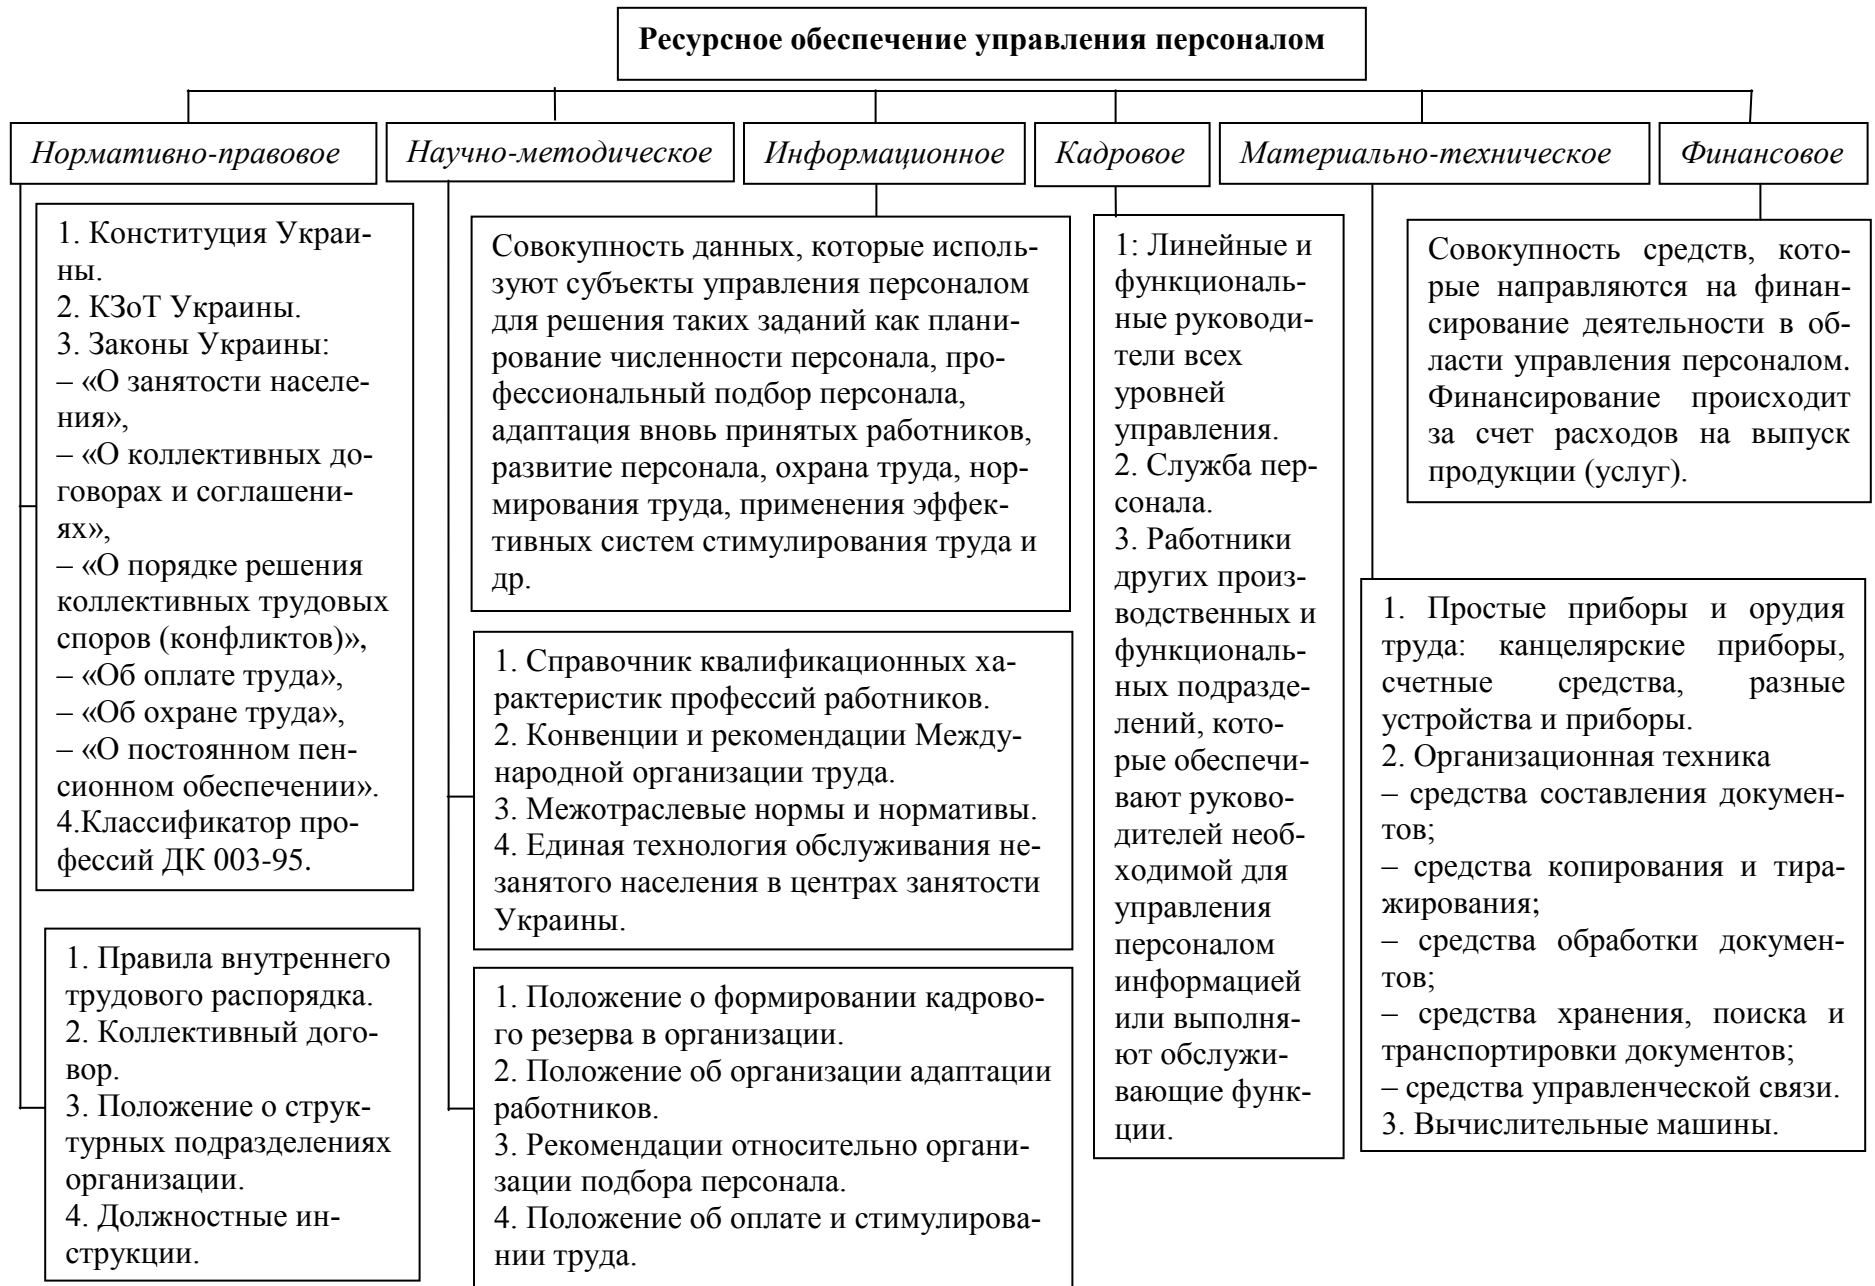 Ресурсное обеспечение управления персоналом
Нормативно-правовое
Научно-методическое
Информационное
Кадровое
Материально-техническое
Финансовое
1. Конституция Украи-
ны.
2. КЗоТ Украины.
3. Законы Украины:
– «О занятости населе-
ния»,
– «О коллективных до-
говорах и соглашени-
ях»,
– «О порядке решения
коллективных трудовых
споров (конфликтов)»,
– «Об оплате труда»,
– «Об охране труда»,
– «О постоянном пен-
сионном обеспечении».
4.Классификатор про-
фессий ДК 003-95.
1. Правила внутреннего
трудового распорядка.
2. Коллективный дого-
вор.
3. Положение о струк-
турных подразделениях
организации.
4. Должностные ин-
струкции.
Совокупность данных, которые исполь-
зуют субъекты управления персоналом
для решения таких заданий как плани-
рование численности персонала, про-
фессиональный подбор персонала,
адаптация вновь принятых работников,
развитие персонала, охрана труда, нор-
мирования труда, применения эффек-
тивных систем стимулирования труда и
др.
1. Справочник квалификационных ха-
рактеристик профессий работников.
2. Конвенции и рекомендации Между-
народной организации труда.
3. Межотраслевые нормы и нормативы.
4. Единая технология обслуживания не-
занятого населения в центрах занятости
Украины.
1. Положение о формировании кадрово-
го резерва в организации.
2. Положение об организации адаптации
работников.
3. Рекомендации относительно органи-
зации подбора персонала.
4. Положение об оплате и стимулирова-
нии труда.
1: Линейные и
функциональ-
ные руководи-
тели всех
уровней
управления.
2. Служба пер-
сонала.
3. Работники
других произ-
водственных и
функциональ-
ных подразде-
лений, кото-
рые обеспечи-
вают руково-
дителей необ-
ходимой для
управления
персоналом
информацией
или выполня-
ют обслужи-
вающие функ-
ции.
Совокупность средств, кото-
рые направляются на финан-
сирование деятельности в об-
ласти управления персоналом.
Финансирование происходит
за счет расходов на выпуск
продукции (услуг).
1. Простые приборы и орудия
труда: канцелярские приборы,
счетные средства, разные
устройства и приборы.
2. Организационная техника
– средства составления докумен-
тов;
– средства копирования и тира-
жирования;
– средства обработки докумен-
тов;
– средства хранения, поиска и
транспортировки документов;
– средства управленческой связи.
3. Вычислительные машины.